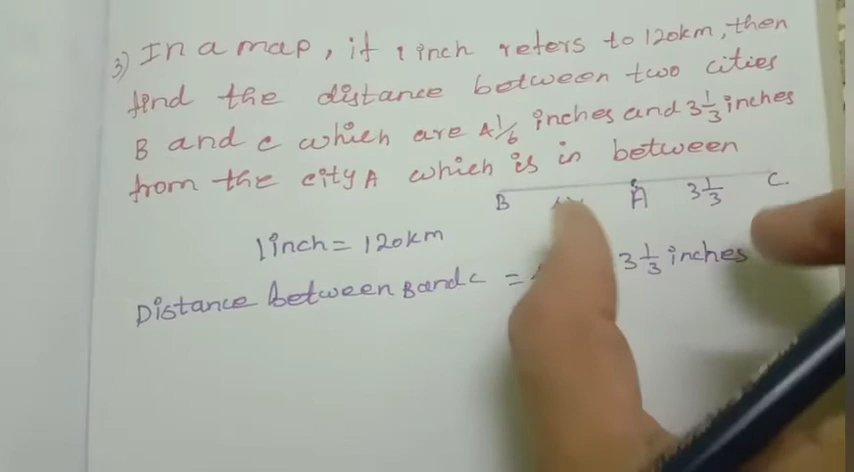 3) In a map, if 1 inch refers to 120km, then
find the distance between two cities
B and C which are 4 1/6 inches and 3 1/3 inches
from the city A which is in between
B A 3 1/3 C.
1 inch = 120km
Distance between B and C = 3 1/3 inches